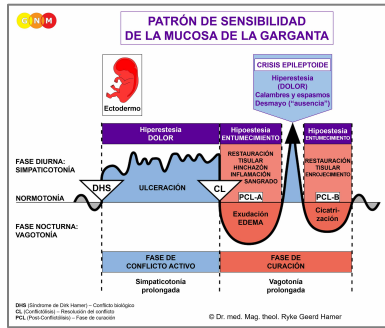 GNM
PATRÓN DE SENSIBILIDAD
DE LA MUCOSA DE LA GARGANTA
CRISIS EPILEPTOIDE
Hiperestesia
(DOLOR)
Calambres y espasmos
Desmayo ("ausencia")
Ectodermo
Hiperestesia
DOLOR
Hipoestesia
ENTUMECIMIENTO
Hipoestesia
ENTUMECIMIENTO
FASE DIURNA:
SIMPATICOTONÍA
RESTAURACIÓN
TISULAR
HINCHAZÓN
INFLAMACIÓN
SANGRADO
RESTAURACIÓN
TISULAR
ENROJECIMIENTO
DHS
ULCERACIÓN
CL
PCL-A
PCL-B
NORMOTONÍA
FASE NOCTURNA:
VAGOTONÍA
Exudación
EDEMA
Cicatri-
zación
FASE DE
CONFLICTO ACTIVO
FASE DE
CURACIÓN
Simpaticotonía
prolongada
Vagotonía
prolongada
DHS (Síndrome de Dirk Hamer) – Conflicto biológico
CL (Conflictólisis) – Resolución del conflicto
PCL (Post-Conflictólisis) – Fase de curación
© Dr. med. Mag. theol. Ryke Geerd Hamer